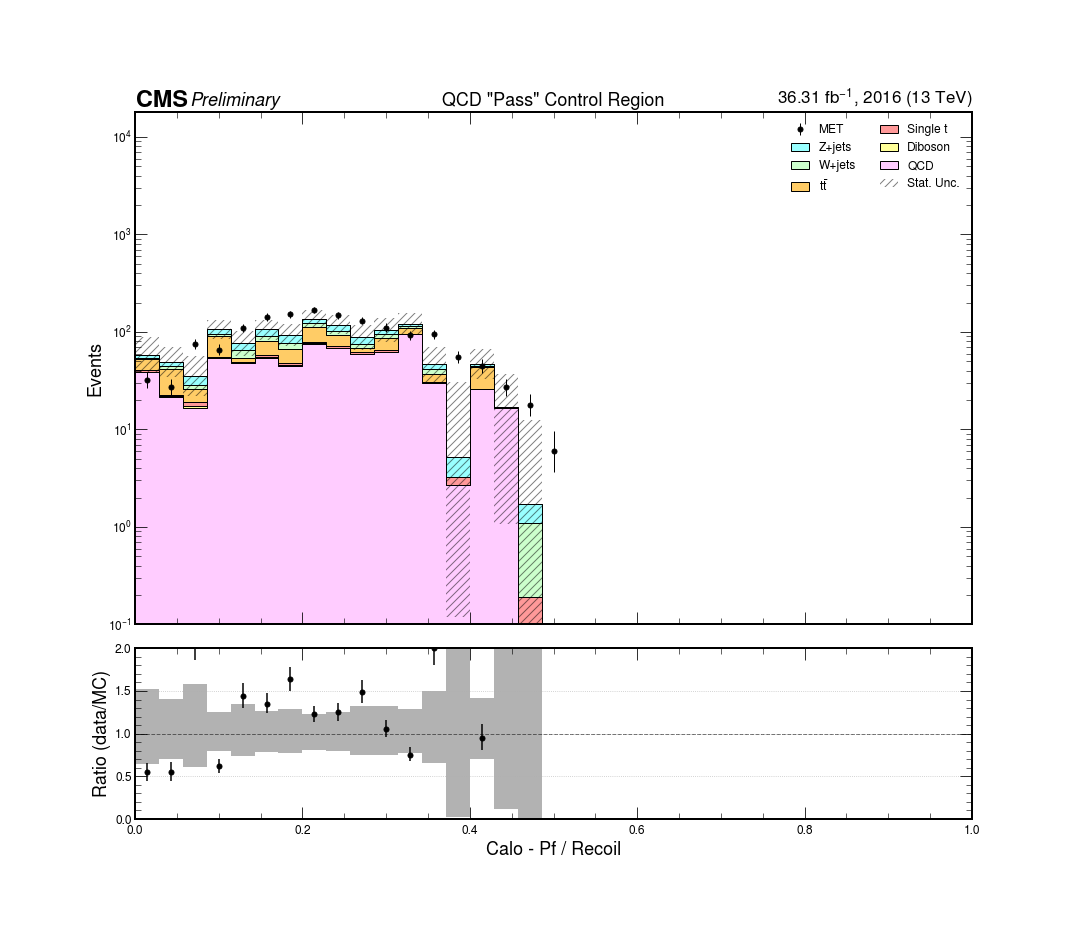 CMS Preliminary QCD "Pass" Control Region 36.31 fb⁻¹, 2016 (13 TeV)
MET Single t
Z+jets Diboson
W+jets QCD
tt̄ Stat. Unc.
10⁴
10³
10²
10¹
10⁰
10⁻¹
Events
2.0
1.5
1.0
0.5
0.0
Ratio (data/MC)
0.0 0.2 0.4 0.6 0.8 1.0
Calo - Pf / Recoil